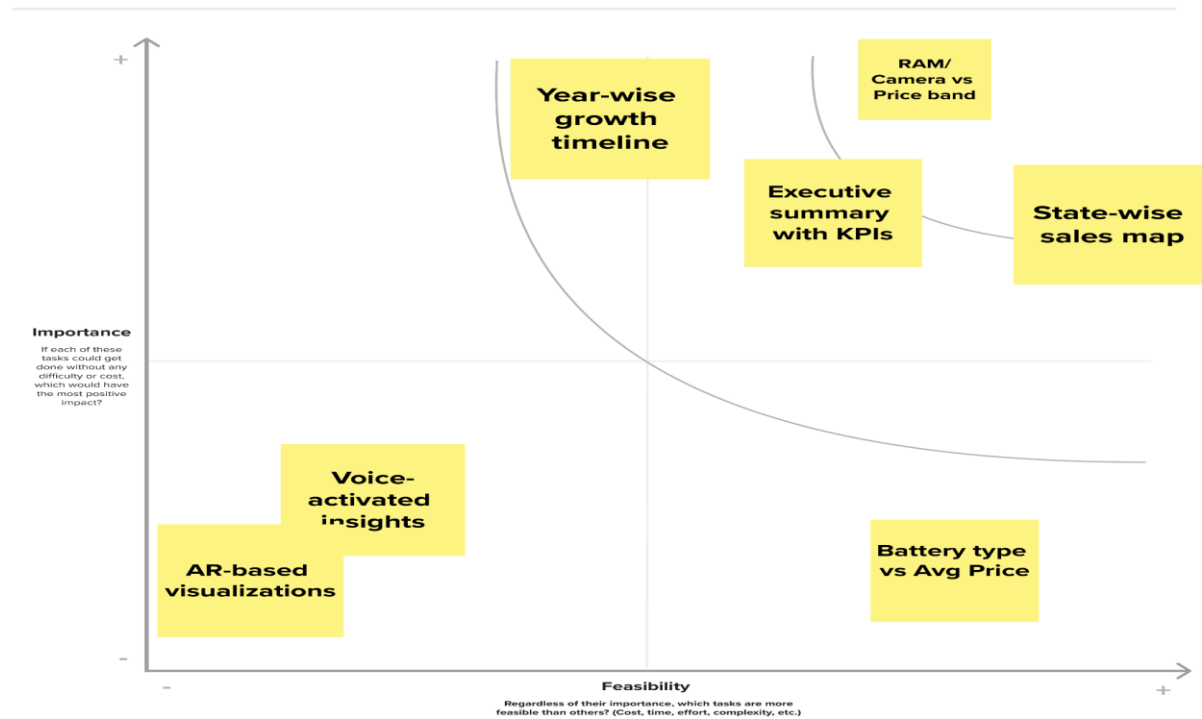 +
RAM/
Camera vs
Price band
Year-wise
growth
timeline
Executive
summary
with KPIs
State-wise
sales map
Importance
If each of these
tasks could get
done without any
difficulty or cost,
which would have
the most positive
impact?
Voice-
activated
insights
AR-based
visualizations
Battery type
vs Avg Price
-
-
Feasibility
+
Regardless of their importance, which tasks are more
feasible than others? (Cost, time, effort, complexity, etc.)